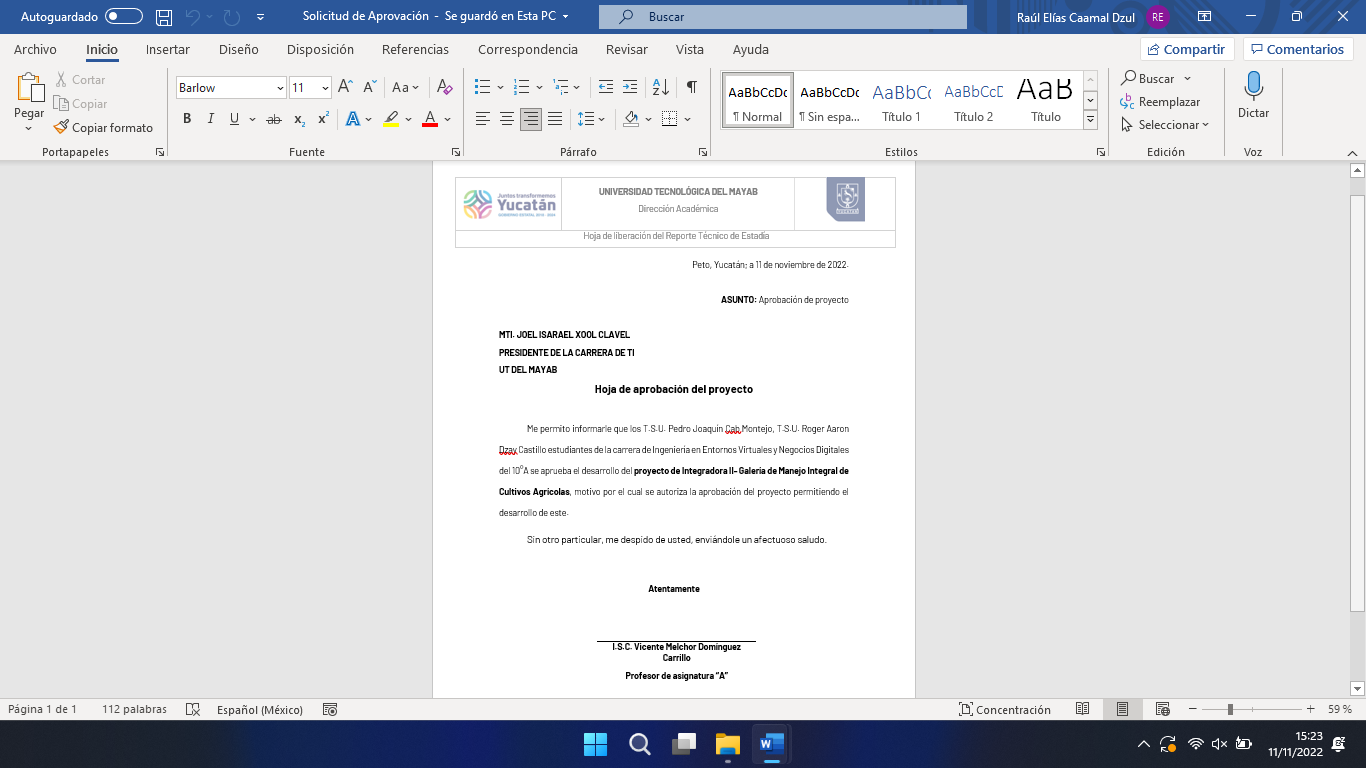 Autoguardado
Solicitud de Aprovación - Se guardó en Esta PC
Buscar
Raúl Elías Caamal Dzul
RE
Archivo Inicio Insertar Diseño Disposición Referencias Correspondencia Revisar Vista Ayuda
Compartir
Comentarios
Pegar
Cortar
Copiar
Copiar formato
Portapapeles
Barlow
11
Fuente
Párrafo
AaBbCcDc AaBbCcDc AaBbCc AaBbCcD AaB
¶ Normal ¶ Sin espa... Título 1 Título 2 Título
Estilos
Buscar
Reemplazar
Seleccionar
Edición
Dictar
Voz
Juntos transformemos
Yucatán
GOBIERNO ESTATAL 2018 - 2024
UNIVERSIDAD TECNOLÓGICA DEL MAYAB
Dirección Académica
Hoja de liberación del Reporte Técnico de Estadía
Peto, Yucatán; a 11 de noviembre de 2022.
ASUNTO: Aprobación de proyecto
MTI. JOEL ISARAEL XOOL CLAVEL
PRESIDENTE DE LA CARRERA DE TI
UT DEL MAYAB
Hoja de aprobación del proyecto
Me permito informarle que los T.S.U. Pedro Joaquín Cab Montejo, T.S.U. Roger Aaron
Dzay Castillo estudiantes de la carrera de Ingeniería en Entornos Virtuales y Negocios Digitales
del 10°A se aprueba el desarrollo del proyecto de Integradora II- Galería de Manejo Integral de
Cultivos Agrícolas, motivo por el cual se autoriza la aprobación del proyecto permitiendo el
desarrollo de este.
Sin otro particular, me despido de usted, enviándole un afectuoso saludo.
Atentamente
I.S.C. Vicente Melchor Domínguez
Carrillo
Profesor de asignatura "A"
Página 1 de 1 112 palabras Español (México)
Concentración
59 %
15:23
11/11/2022